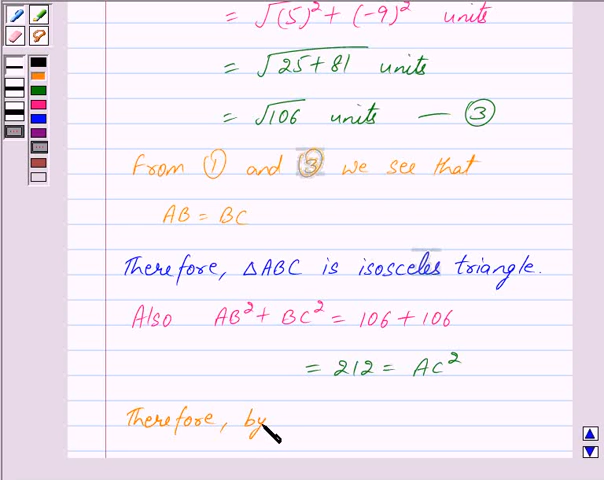 = √(5)² + (-9)² units
= √25+81 units
= √106 units — ③
From ① and ③ we see that
AB = BC
Therefore, △ABC is isosceles triangle.
Also AB² + BC² = 106 + 106
= 212 = AC²
Therefore, by